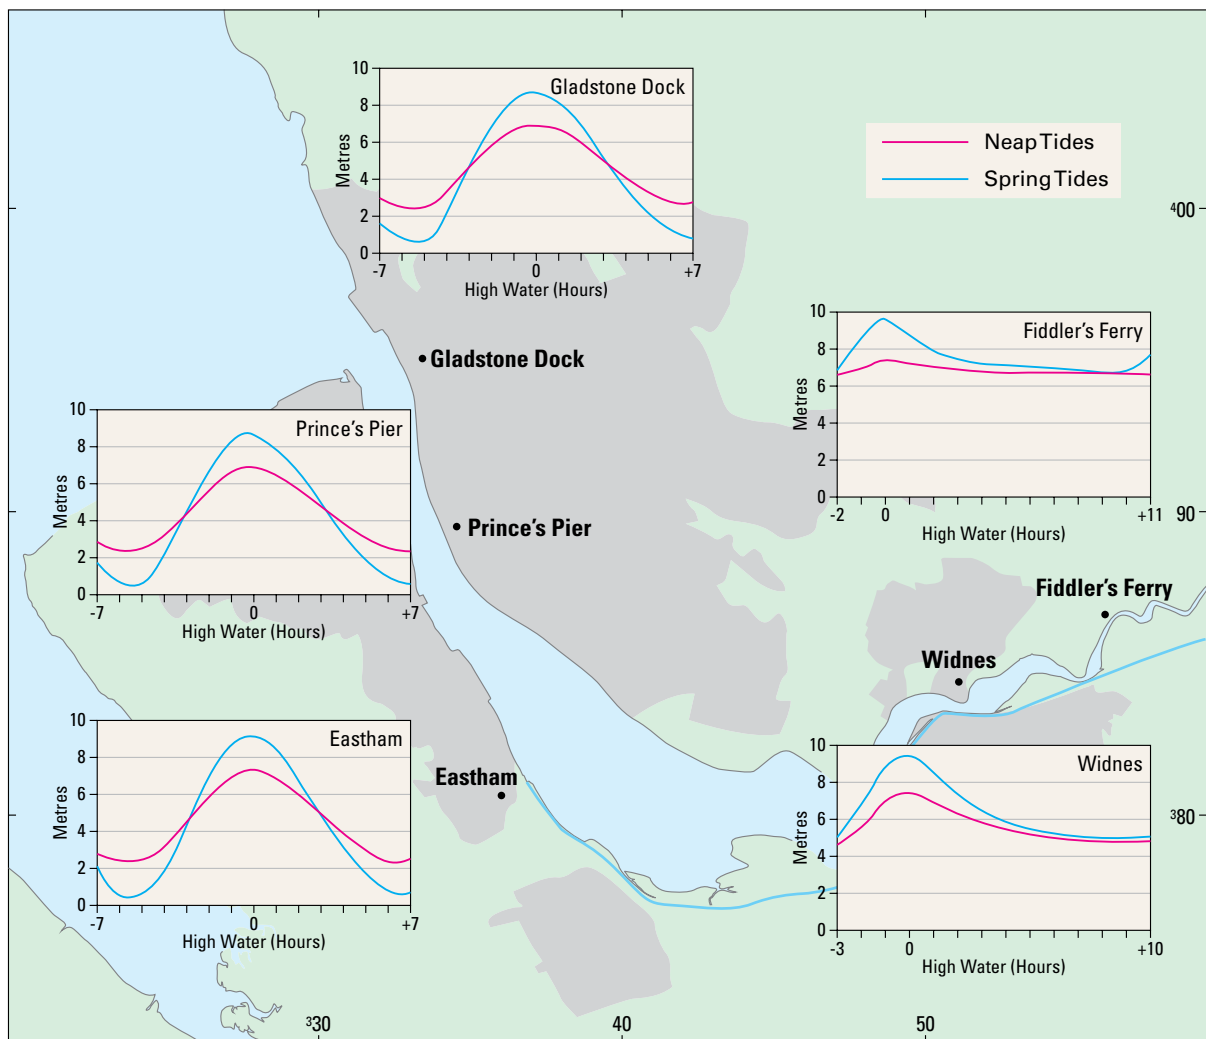 Gladstone Dock
10
8
6
4
2
0
Metres
-7 0 +7
High Water (Hours)
Neap Tides
Spring Tides
⁴00
Gladstone Dock
Fiddler's Ferry
10
8
6
4
2
0
Metres
-2 0 +11
High Water (Hours)
Prince's Pier
10
8
6
4
2
0
Metres
-7 0 +7
High Water (Hours)
Prince's Pier
90
Fiddler's Ferry
Widnes
Eastham
10
8
6
4
2
0
Metres
-7 0 +7
High Water (Hours)
Eastham
Widnes
10
8
6
4
2
0
Metres
-3 0 +10
High Water (Hours)
³80
³30 40 50